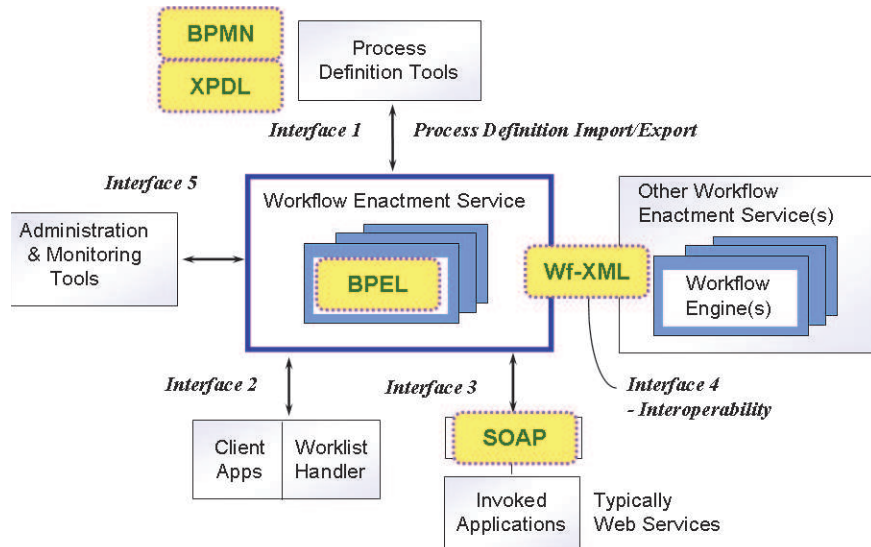 BPMN
XPDL
Process
Definition Tools
Interface 1
Process Definition Import/Export
Interface 5
Workflow Enactment Service
Other Workflow
Enactment Service(s)
Administration
& Monitoring
Tools
BPEL
Wf-XML
Workflow
Engine(s)
Interface 2
Interface 3
Interface 4
- Interoperability
Client
Apps
Worklist
Handler
SOAP
Invoked
Applications
Typically
Web Services